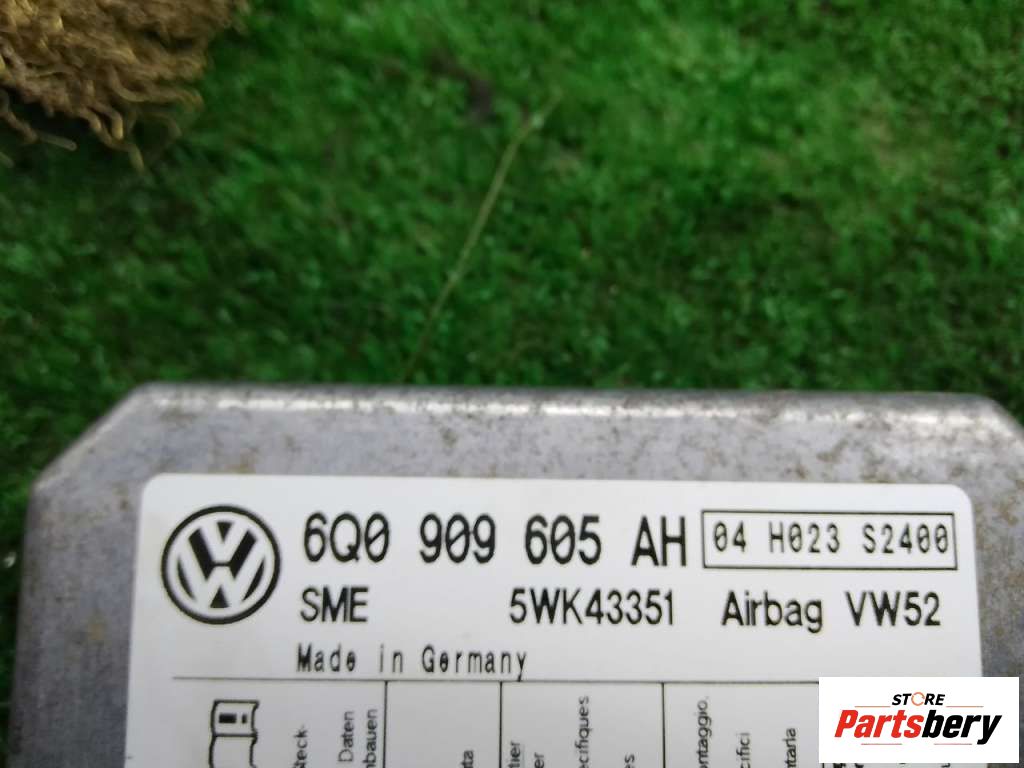 6Q0 909 605 AH 04 H023 S2400
SME 5WK43351 Airbag VW52
Made in Germany
Daten
STORE
Partsbery